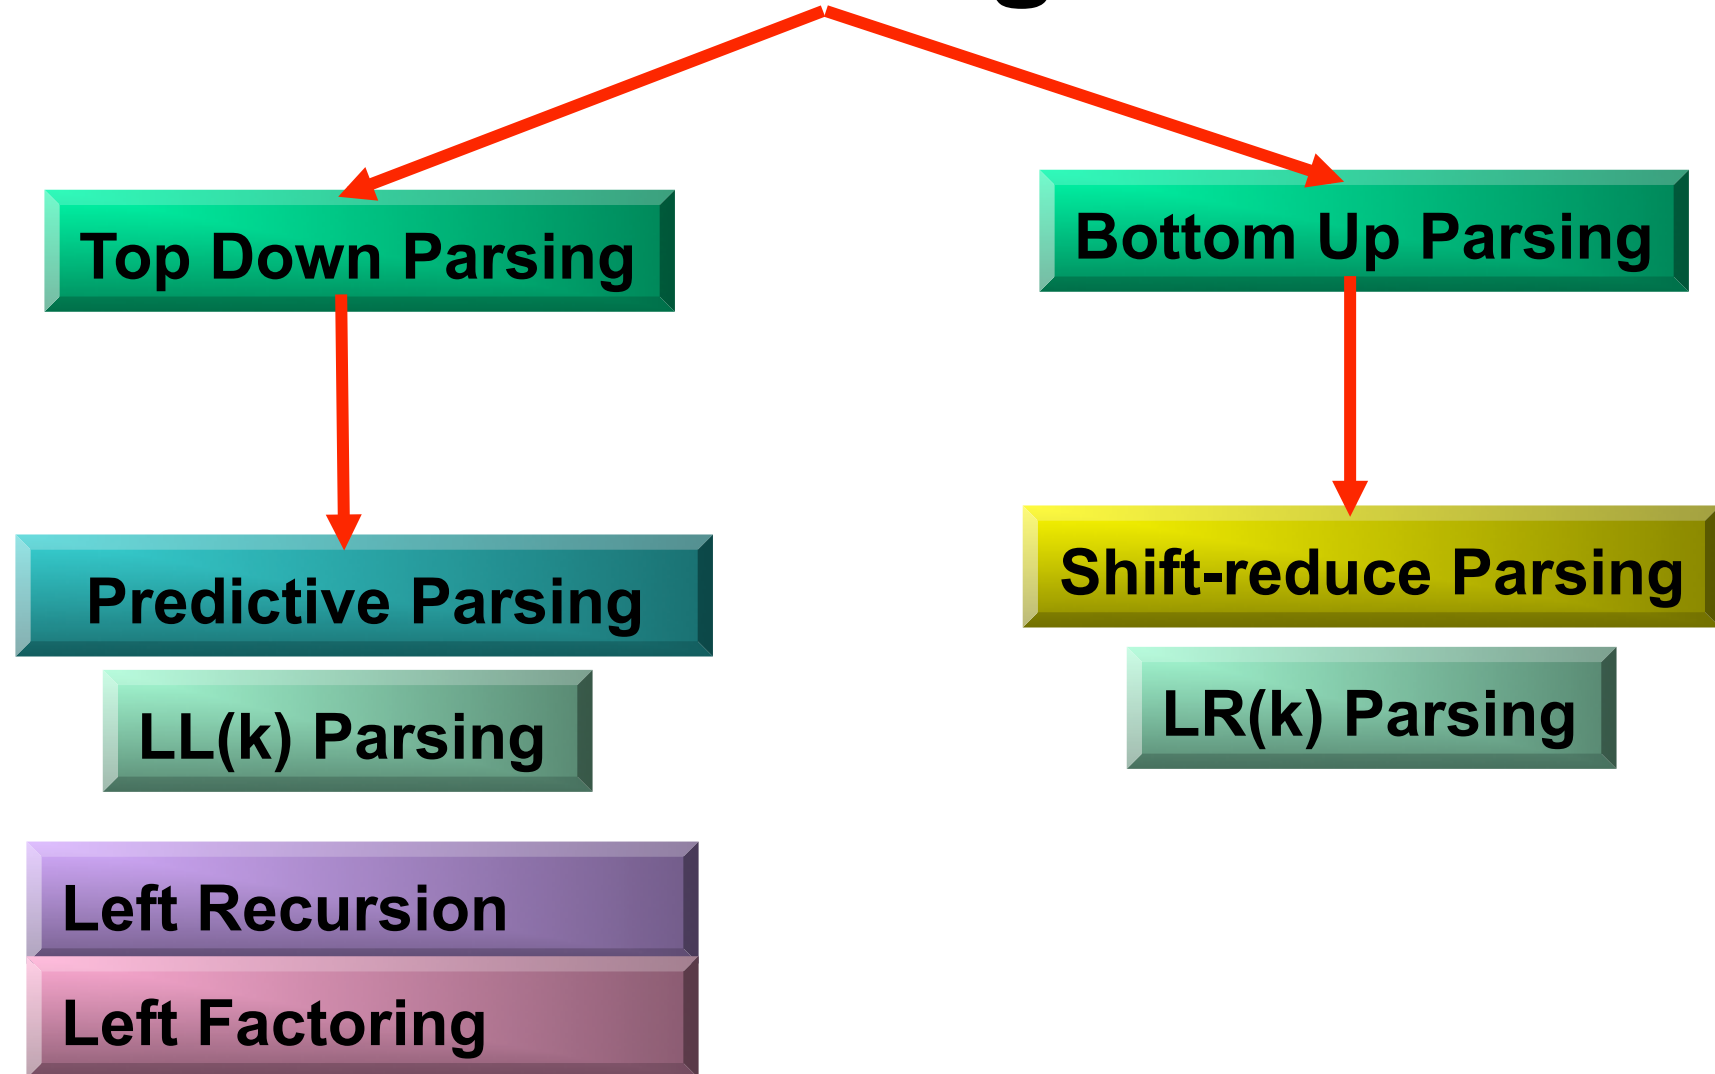 Top Down Parsing
Bottom Up Parsing
Predictive Parsing
Shift-reduce Parsing
LL(k) Parsing
LR(k) Parsing
Left Recursion
Left Factoring